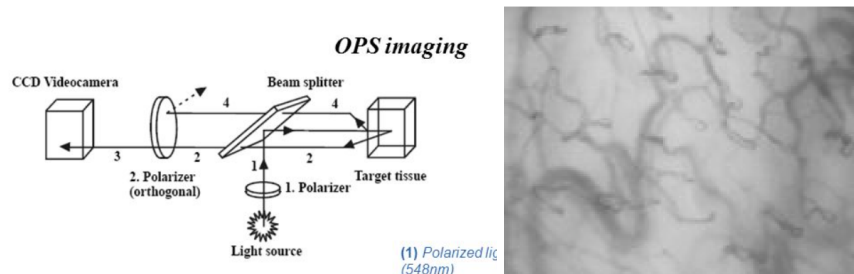 OPS imaging
CCD Videocamera
Beam splitter
4
4
3
2
1
2
2. Polarizer
(orthogonal)
1. Polarizer
Target tissue
Light source
(1) Polarized
(548nm)